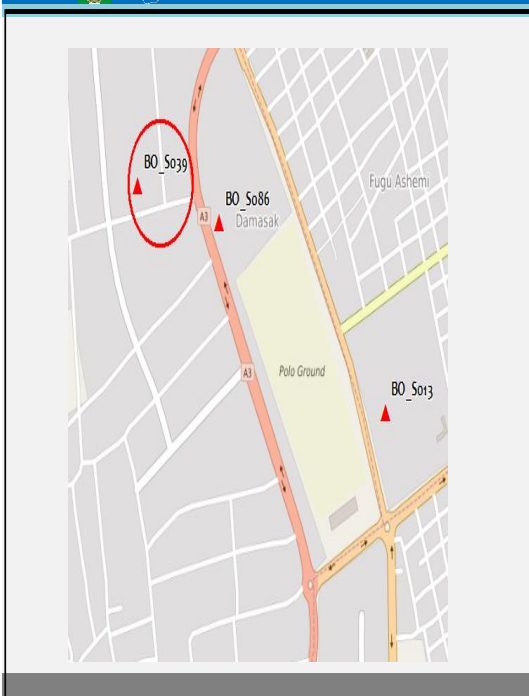 BO_S039
BO_S086
Fugu Ashemi
A3
Damasak
A3
Polo Ground
BO_S013